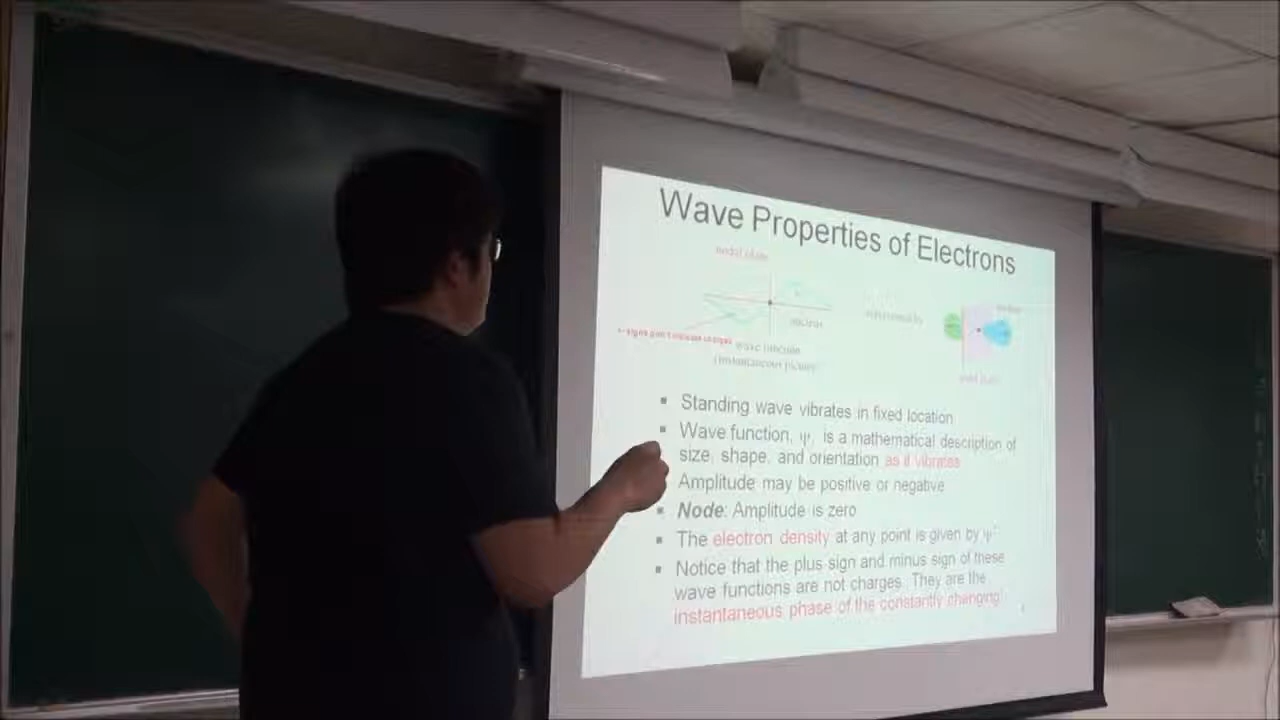 Wave Properties of Electrons
nodal plane
nucleus
represented by
wave function
(instantaneous picture)
▪ Standing wave vibrates in fixed location
▪ Wave function, ψ, is a mathematical description of
size, shape, and orientation as it vibrates
Amplitude may be positive or negative
▪ Node: Amplitude is zero
▪ The electron density at any point is given by ψ²
▪ Notice that the plus sign and minus sign of these
wave functions are not charges. They are the
instantaneous phase of the constantly changing